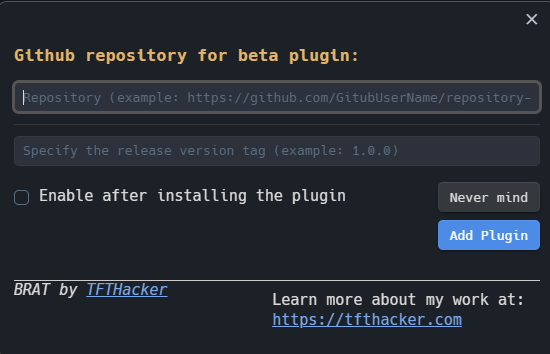 Github repository for beta plugin:
Repository (example: https://github.com/GitubUserName/repository-
Specify the release version tag (example: 1.0.0)
Enable after installing the plugin
Never mind
Add Plugin
BRAT by TFTHacker
Learn more about my work at:
https://tfthacker.com